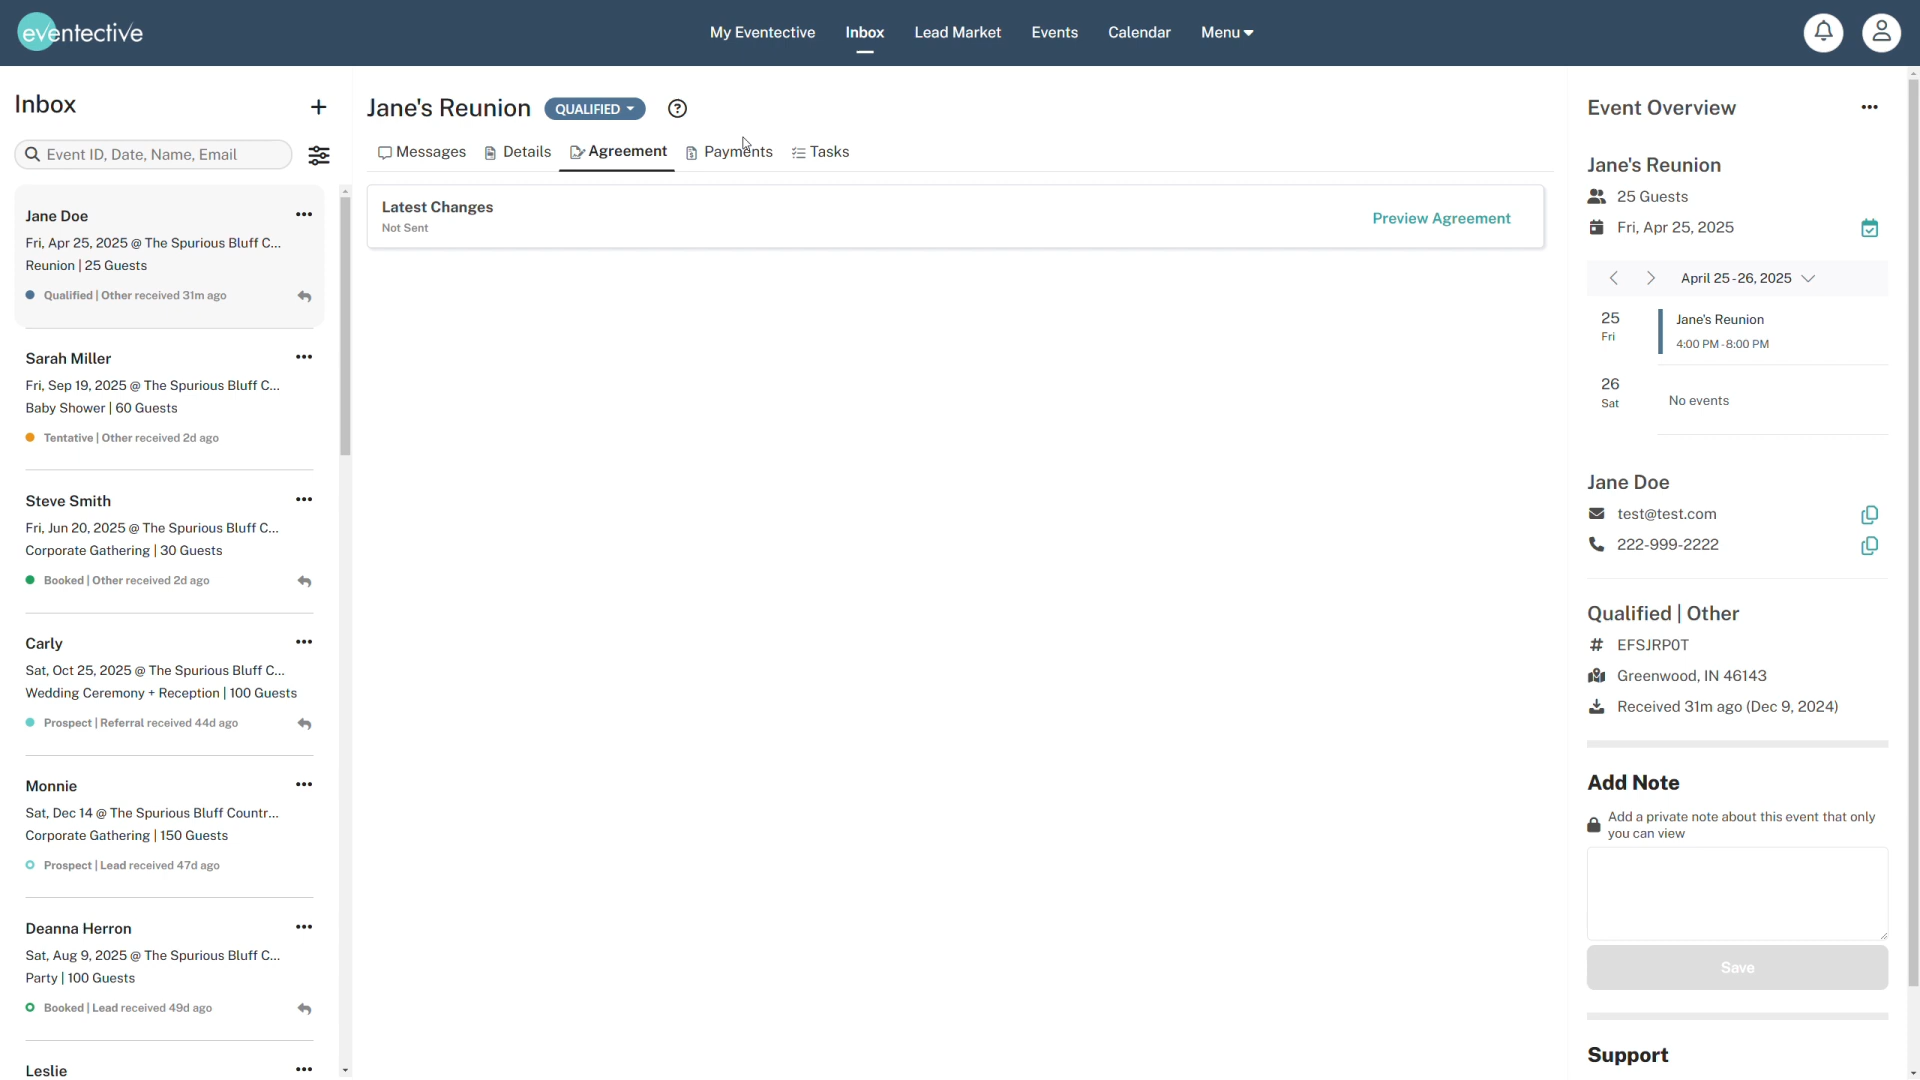 eventective
My Eventective
Inbox
Lead Market
Events
Calendar
Menu
Inbox
+
Event ID, Date, Name, Email
Jane Doe
Fri, Apr 25, 2025 @ The Spurious Bluff C...
Reunion | 25 Guests
Qualified | Other received 31m ago
Sarah Miller
Fri, Sep 19, 2025 @ The Spurious Bluff C...
Baby Shower | 60 Guests
Tentative | Other received 2d ago
Steve Smith
Fri, Jun 20, 2025 @ The Spurious Bluff C...
Corporate Gathering | 30 Guests
Booked | Other received 2d ago
Carly
Sat, Oct 25, 2025 @ The Spurious Bluff C...
Wedding Ceremony + Reception | 100 Guests
Prospect | Referral received 44d ago
Monnie
Sat, Dec 14 @ The Spurious Bluff Countr...
Corporate Gathering | 150 Guests
Prospect | Lead received 47d ago
Deanna Herron
Sat, Aug 9, 2025 @ The Spurious Bluff C...
Party | 100 Guests
Booked | Lead received 49d ago
Leslie
Jane's Reunion QUALIFIED ?
Messages
Details
Agreement
Payments
Tasks
Latest Changes
Not Sent
Preview Agreement
Event Overview
Jane's Reunion
25 Guests
Fri, Apr 25, 2025
April 25-26, 2025
25
Fri
Jane's Reunion
4:00 PM-8:00 PM
26
Sat
No events
Jane Doe
test@test.com
222-999-2222
Qualified | Other
# EFSJRP0T
Greenwood, IN 46143
Received 31m ago (Dec 9, 2024)
Add Note
Add a private note about this event that only
you can view
Save
Support